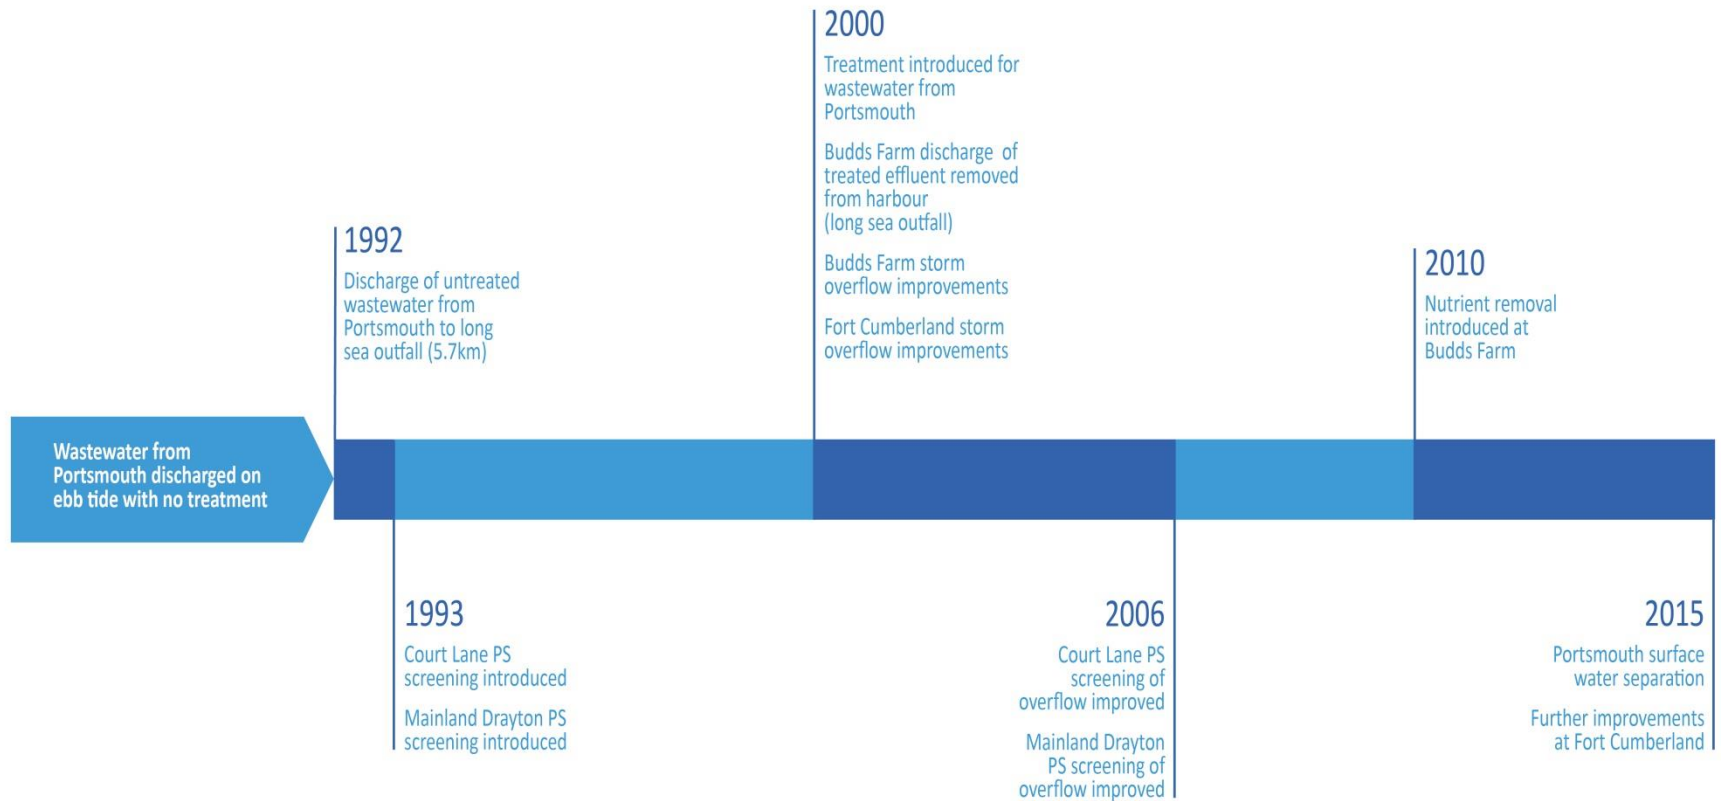 Wastewater from
Portsmouth discharged on
ebb tide with no treatment
1992
Discharge of untreated
wastewater from
Portsmouth to long
sea outfall (5.7km)
1993
Court Lane PS
screening introduced
Mainland Drayton PS
screening introduced
2000
Treatment introduced for
wastewater from
Portsmouth
Budds Farm discharge of
treated effluent removed
from harbour
(long sea outfall)
Budds Farm storm
overflow improvements
Fort Cumberland storm
overflow improvements
2006
Court Lane PS
screening of
overflow improved
Mainland Drayton
PS screening of
overflow improved
2010
Nutrient removal
introduced at
Budds Farm
2015
Portsmouth surface
water separation
Further improvements
at Fort Cumberland